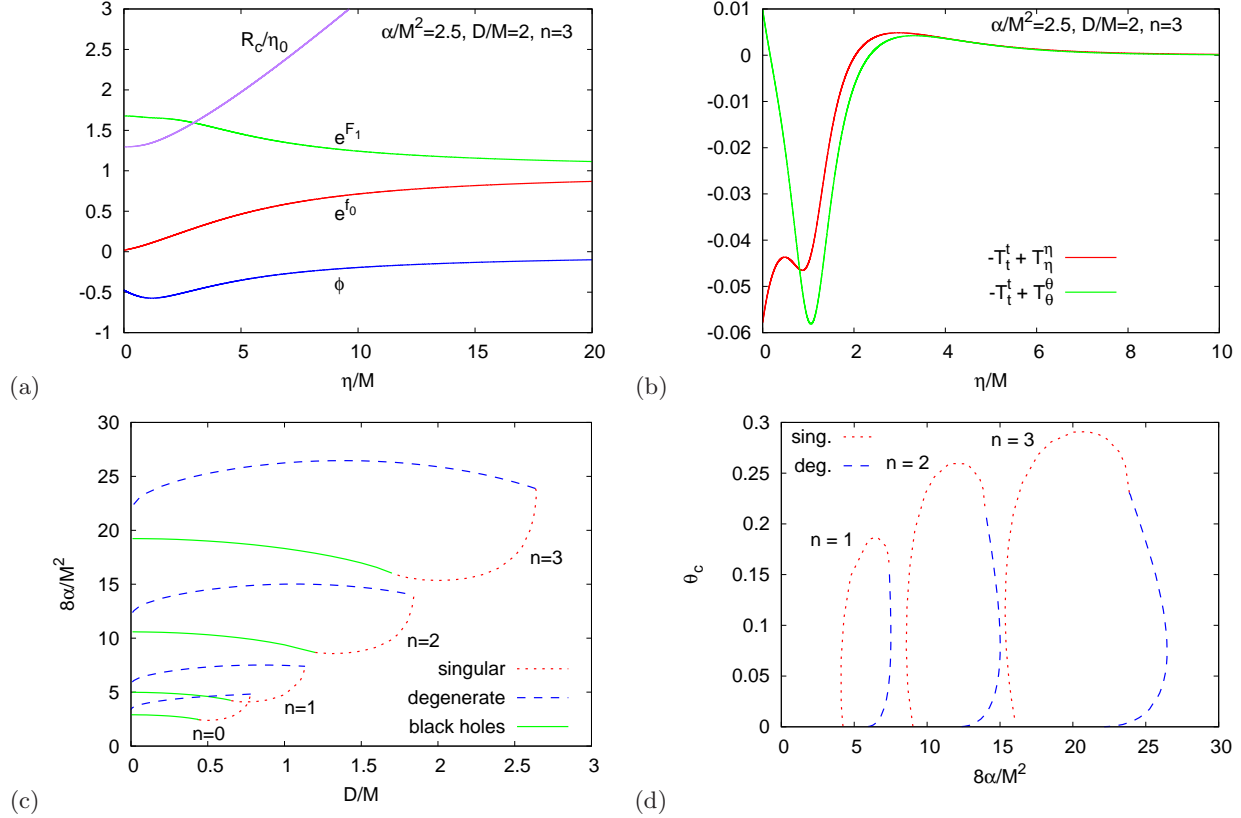 α/M²=2.5, D/M=2, n=3
R_c/η_0
e^{F_1}
e^{f_0}
ϕ
3
2.5
2
1.5
1
0.5
0
-0.5
-1
0
5
10
15
20
η/M
(a)
α/M²=2.5, D/M=2, n=3
0.01
0
-0.01
-0.02
-0.03
-0.04
-0.05
-0.06
-T_t^t + T_η^η
-T_t^t + T_θ^θ
0
2
4
6
8
10
η/M
(b)
30
25
20
15
10
5
0
8α/M²
n=3
n=2
n=1
n=0
singular
degenerate
black holes
0
0.5
1
1.5
2
2.5
3
D/M
(c)
0.3
0.25
0.2
0.15
0.1
0.05
0
θ_c
sing.
deg.
n = 1
n = 2
n = 3
0
5
10
15
20
25
30
8α/M²
(d)